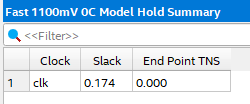 Fast 1100mV 0C Model Hold Summary
<<Filter>>
Clock Slack End Point TNS
1 clk 0.174 0.000